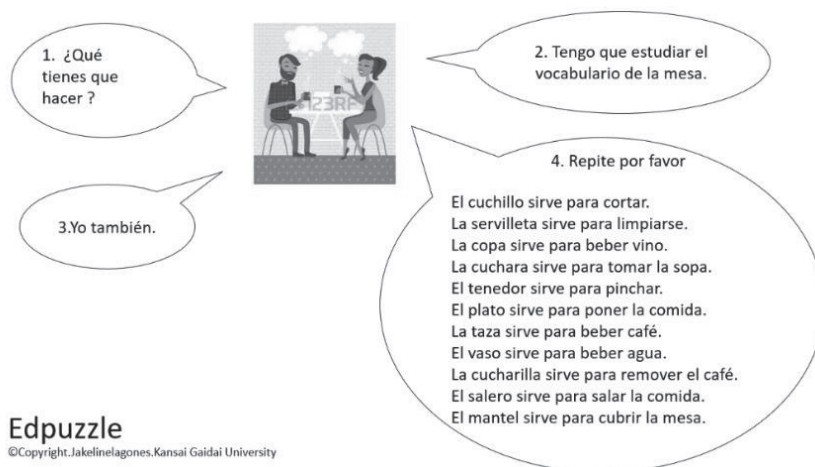 1. ¿Qué
tienes que
hacer ?
2. Tengo que estudiar el
vocabulario de la mesa.
123RF
3.Yo también.
4. Repite por favor
El cuchillo sirve para cortar.
La servilleta sirve para limpiarse.
La copa sirve para beber vino.
La cuchara sirve para tomar la sopa.
El tenedor sirve para pinchar.
El plato sirve para poner la comida.
La taza sirve para beber café.
El vaso sirve para beber agua.
La cucharilla sirve para remover el café.
El salero sirve para salar la comida.
El mantel sirve para cubrir la mesa.
Edpuzzle
©Copyright.Jakelinelagones.Kansai Gaidai University